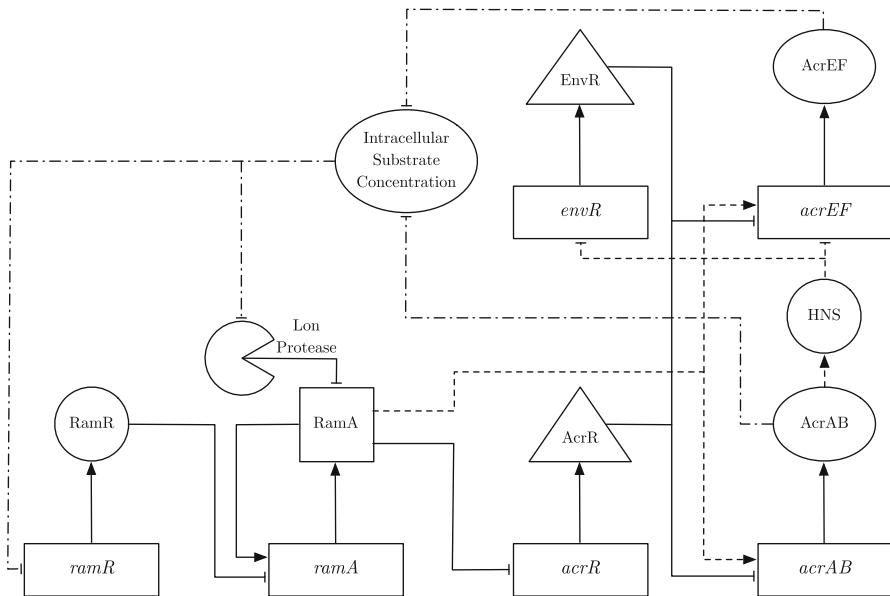 AcrEF
EnvR
Intracellular
Substrate
Concentration
envR
acrEF
HNS
Lon
Protease
RamR
RamA
AcrR
AcrAB
ramR
ramA
acrR
acrAB